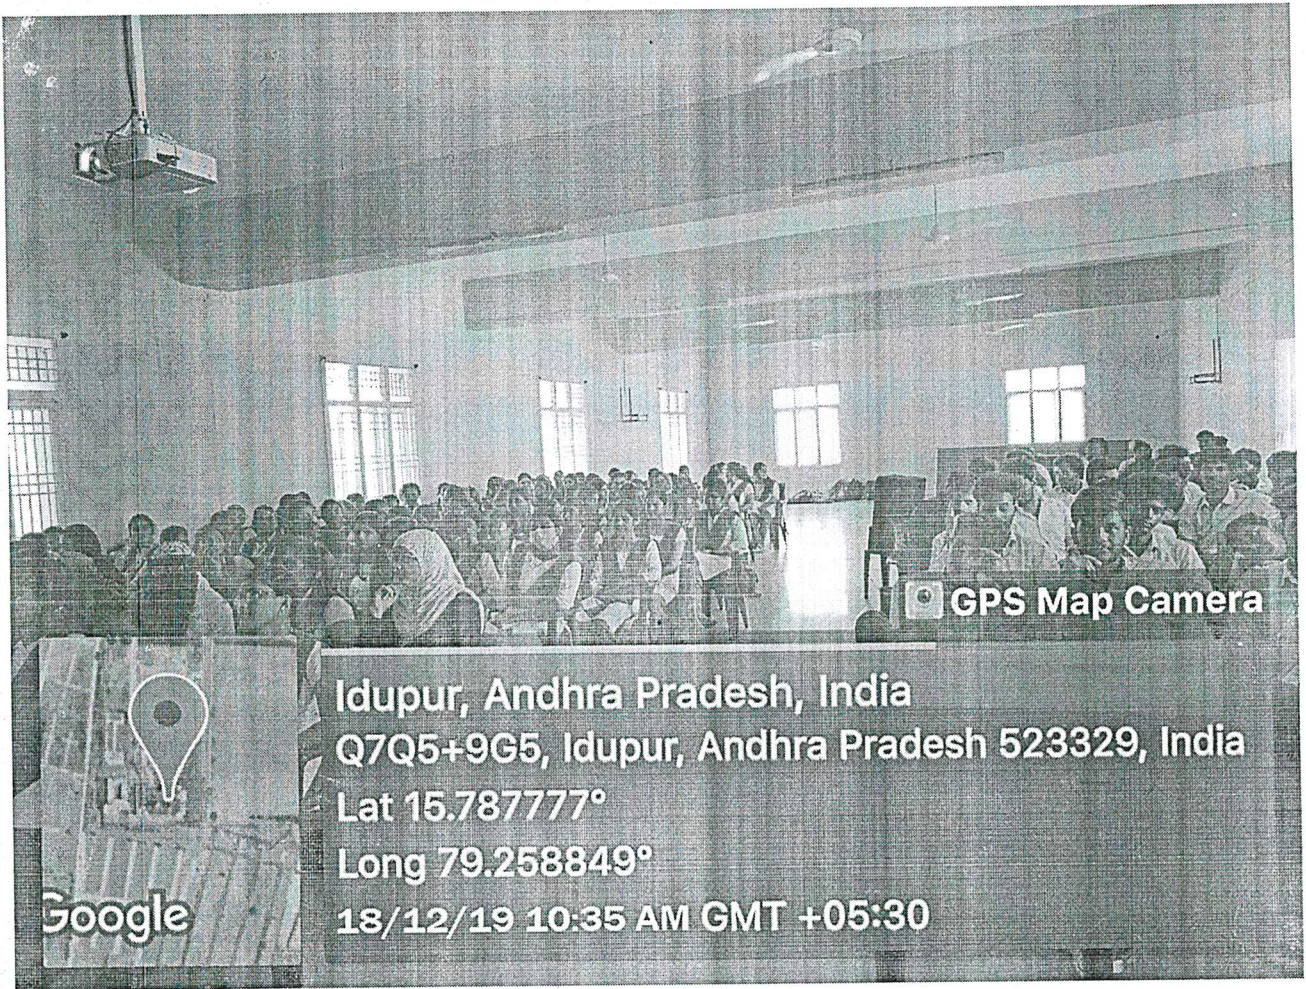 GPS Map Camera
Idupur, Andhra Pradesh, India
Q7Q5+9G5, Idupur, Andhra Pradesh 523329, India
Lat 15.787777°
Long 79.258849°
18/12/19 10:35 AM GMT +05:30
Google